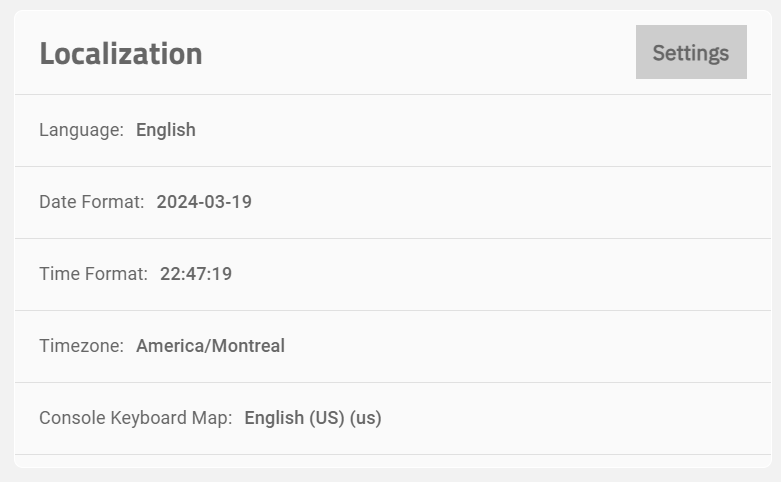 Localization
Settings
Language: English
Date Format: 2024-03-19
Time Format: 22:47:19
Timezone: America/Montreal
Console Keyboard Map: English (US) (us)